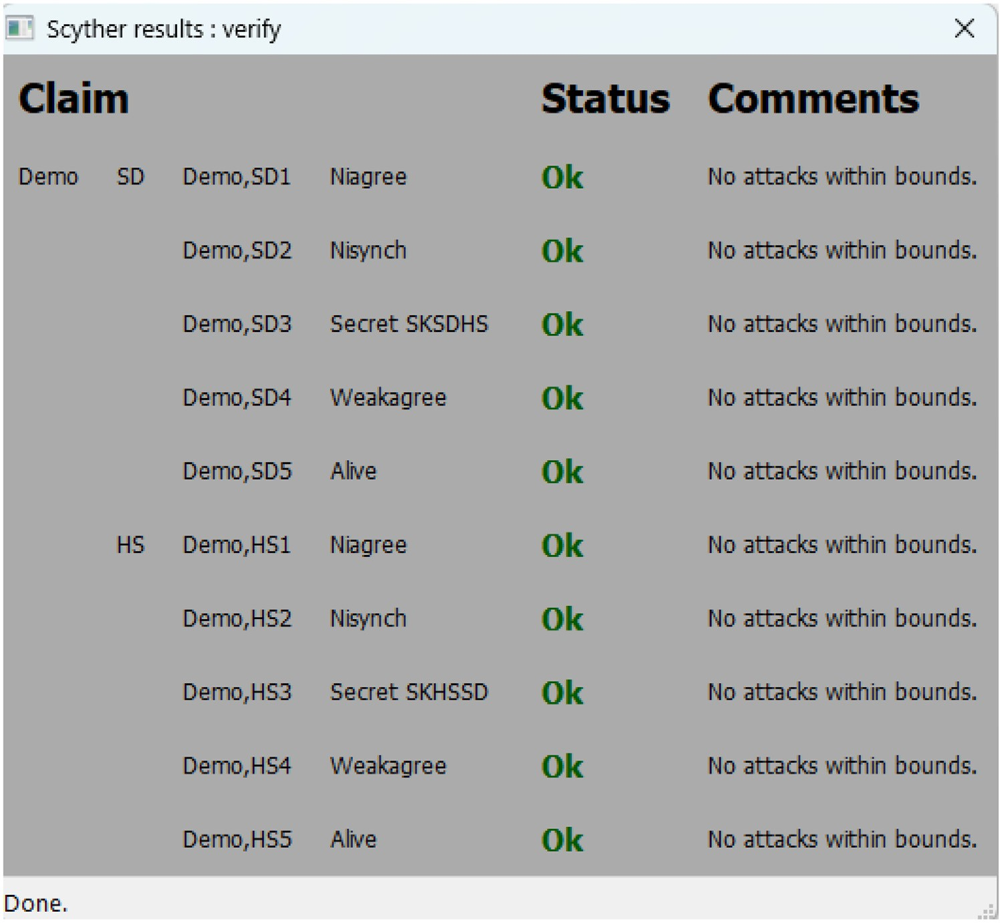 Scyther results : verify
Claim Status Comments
Demo SD Demo,SD1 Niagree Ok No attacks within bounds.
Demo,SD2 Nisynch Ok No attacks within bounds.
Demo,SD3 Secret SKSDHS Ok No attacks within bounds.
Demo,SD4 Weakagree Ok No attacks within bounds.
Demo,SD5 Alive Ok No attacks within bounds.
HS Demo,HS1 Niagree Ok No attacks within bounds.
Demo,HS2 Nisynch Ok No attacks within bounds.
Demo,HS3 Secret SKHSSD Ok No attacks within bounds.
Demo,HS4 Weakagree Ok No attacks within bounds.
Demo,HS5 Alive Ok No attacks within bounds.
Done.